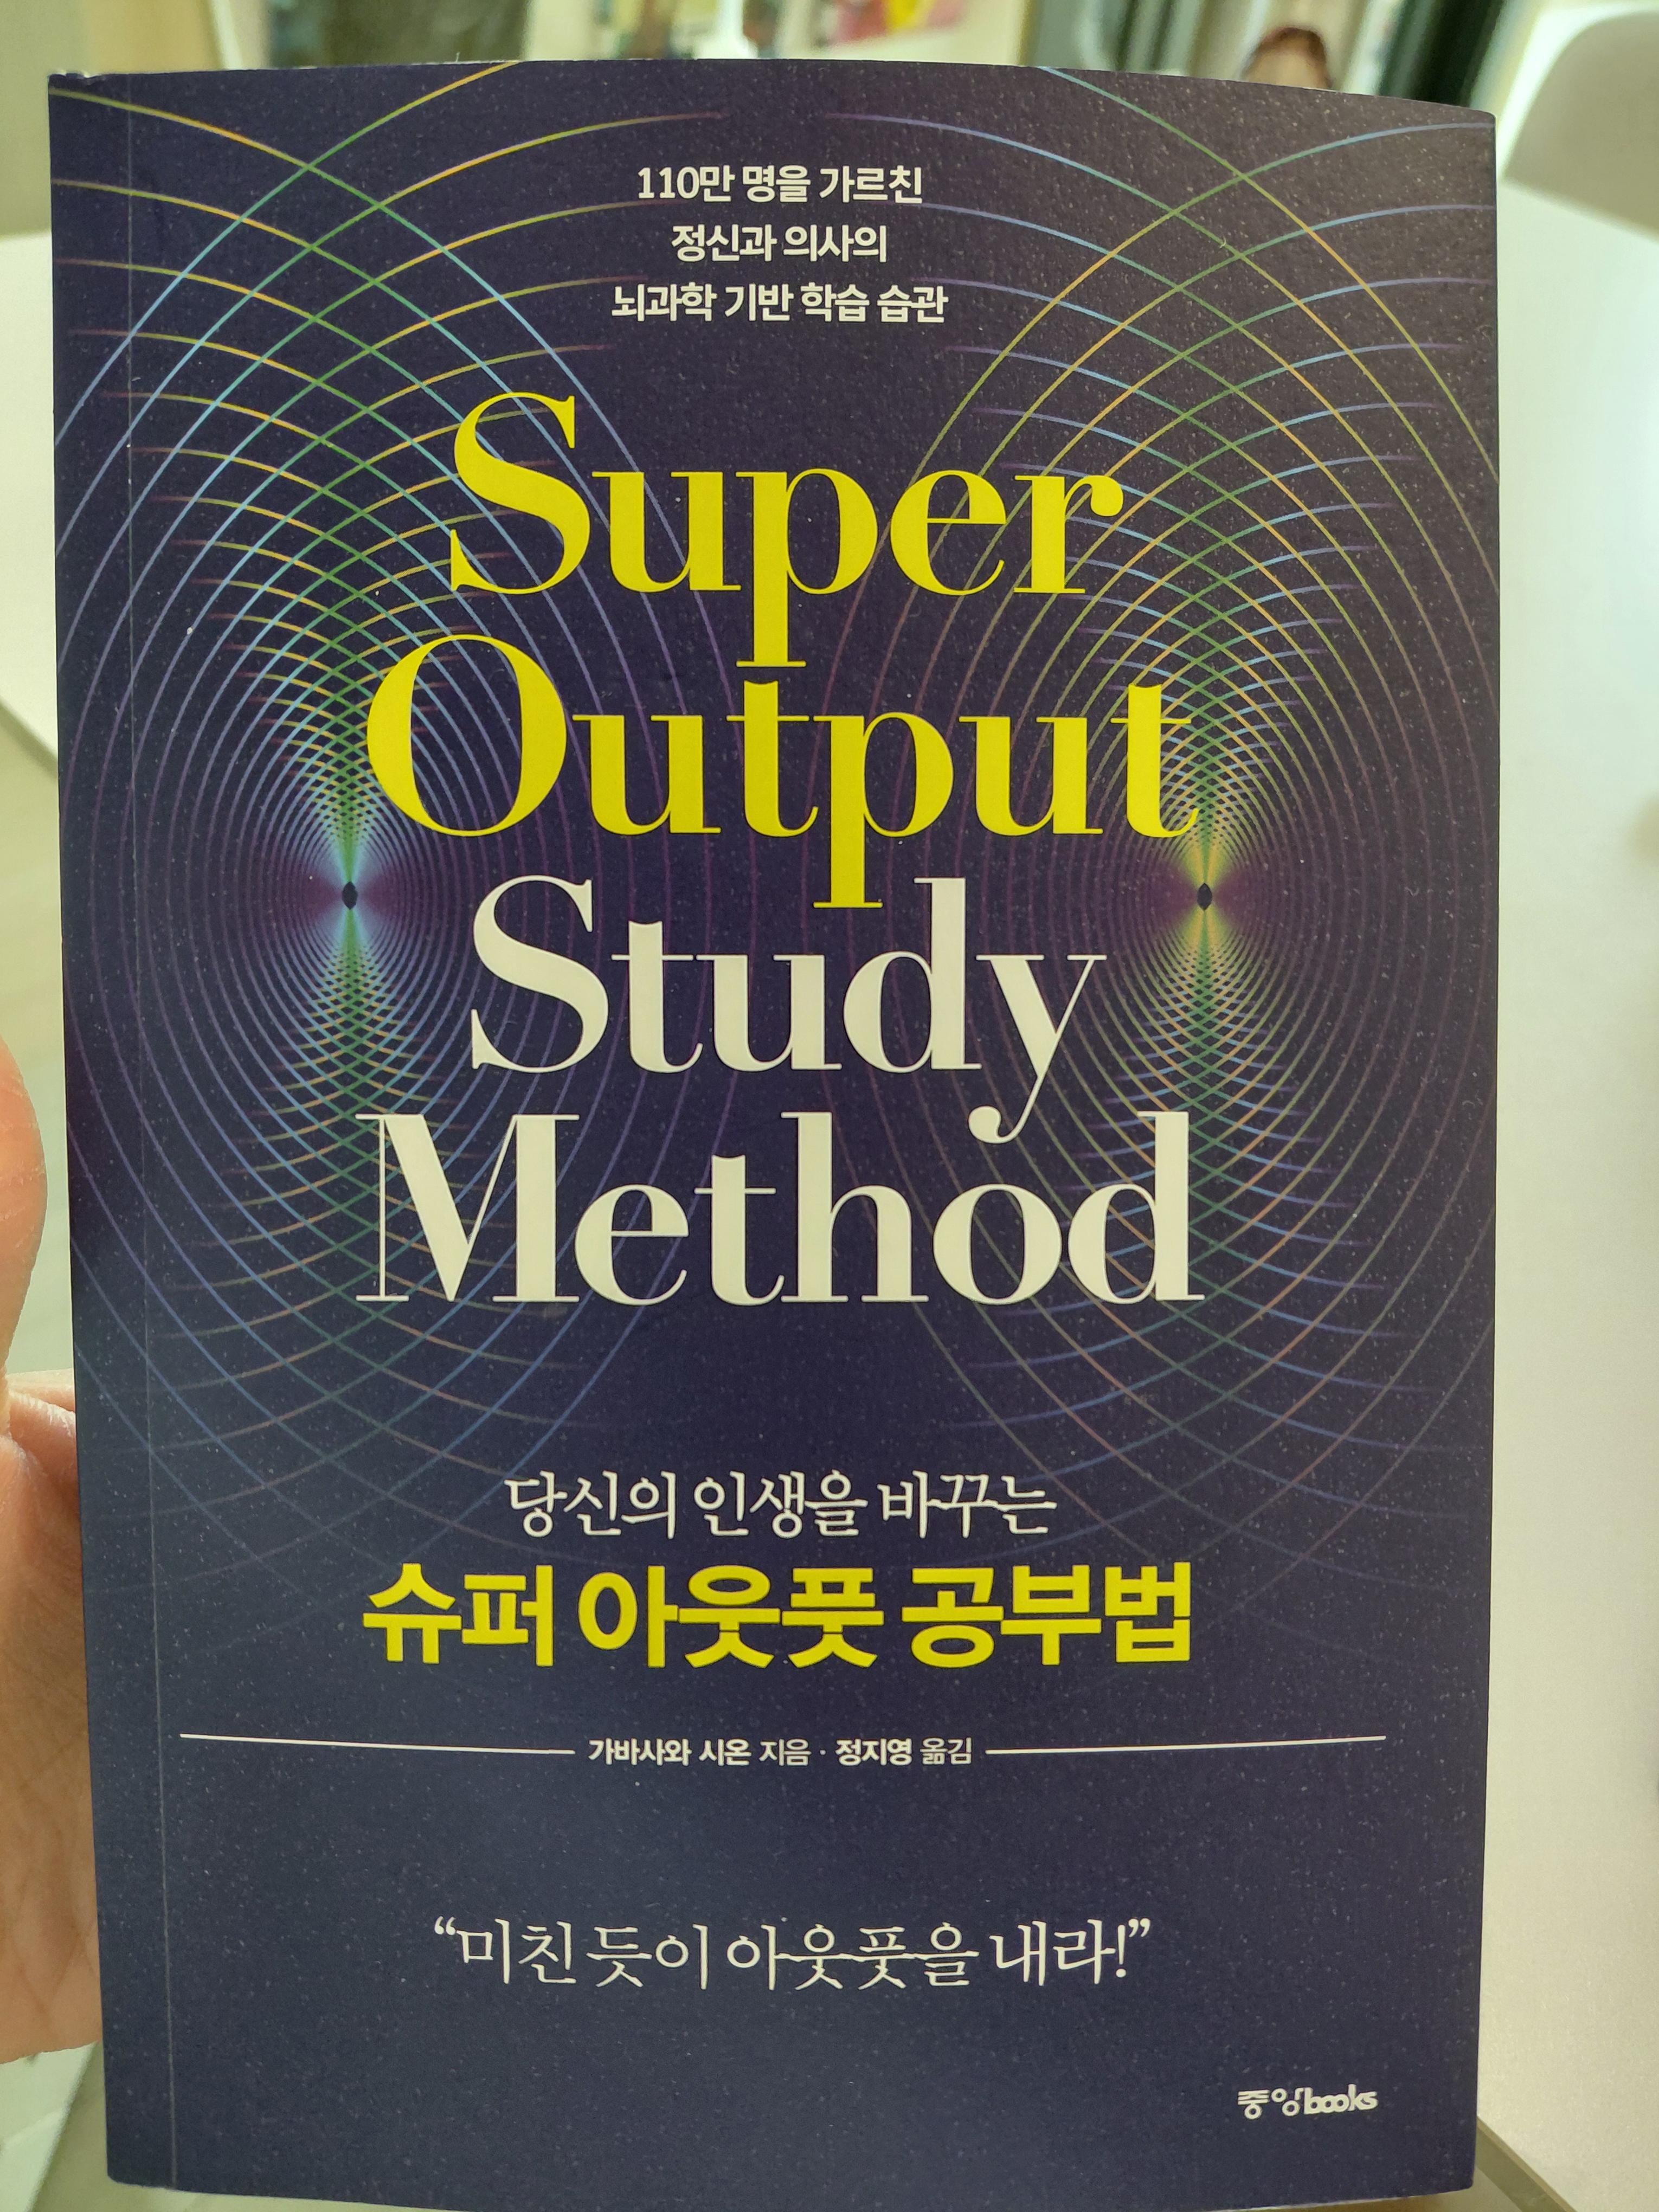 110만 명을 가르친
정신과 의사의
뇌과학 기반 학습 습관
Super
Output
Study
Method
당신의 인생을 바꾸는
슈퍼 아웃풋 공부법
가바사와 시온 지음 · 정지영 옮김
“미친 듯이 아웃풋을 내라!”
중앙books